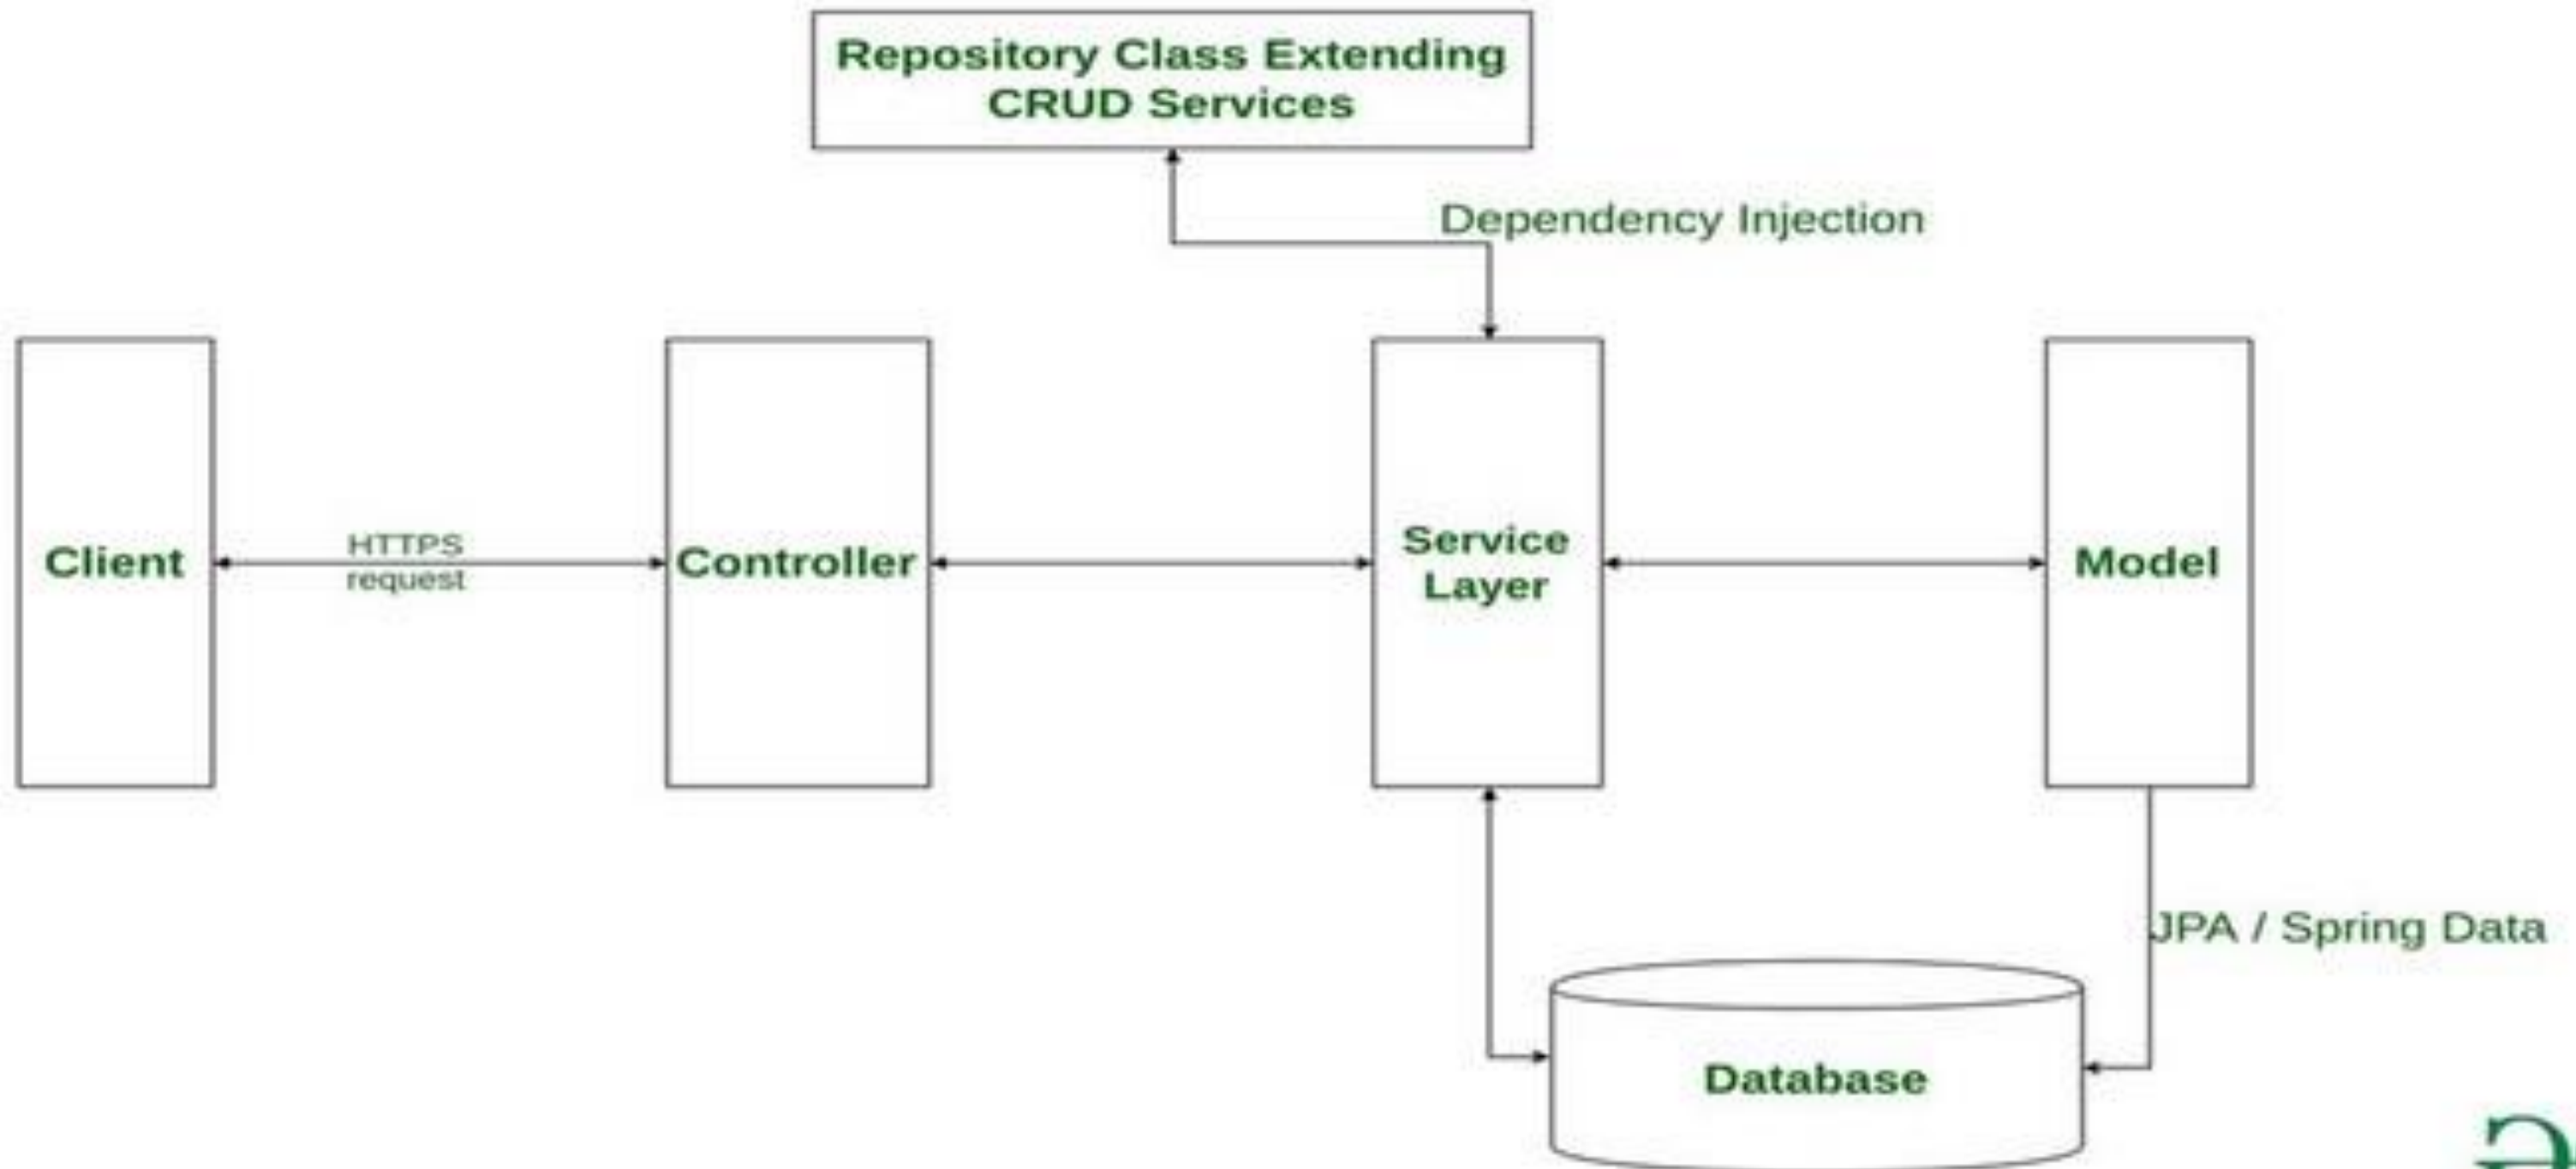 Repository Class Extending
CRUD Services
Dependency Injection
Client
HTTPS
request
Controller
Service
Layer
Model
JPA / Spring Data
Database